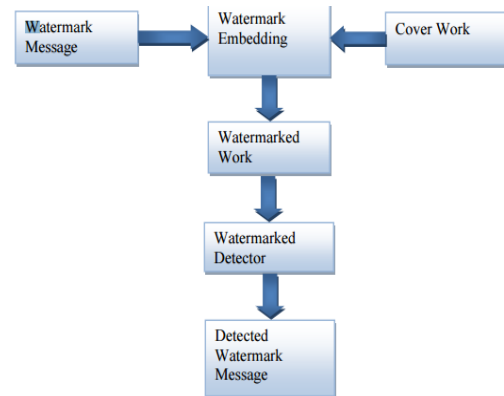 Watermark
Message
Watermark
Embedding
Cover Work
Watermarked
Work
Watermarked
Detector
Detected
Watermark
Message